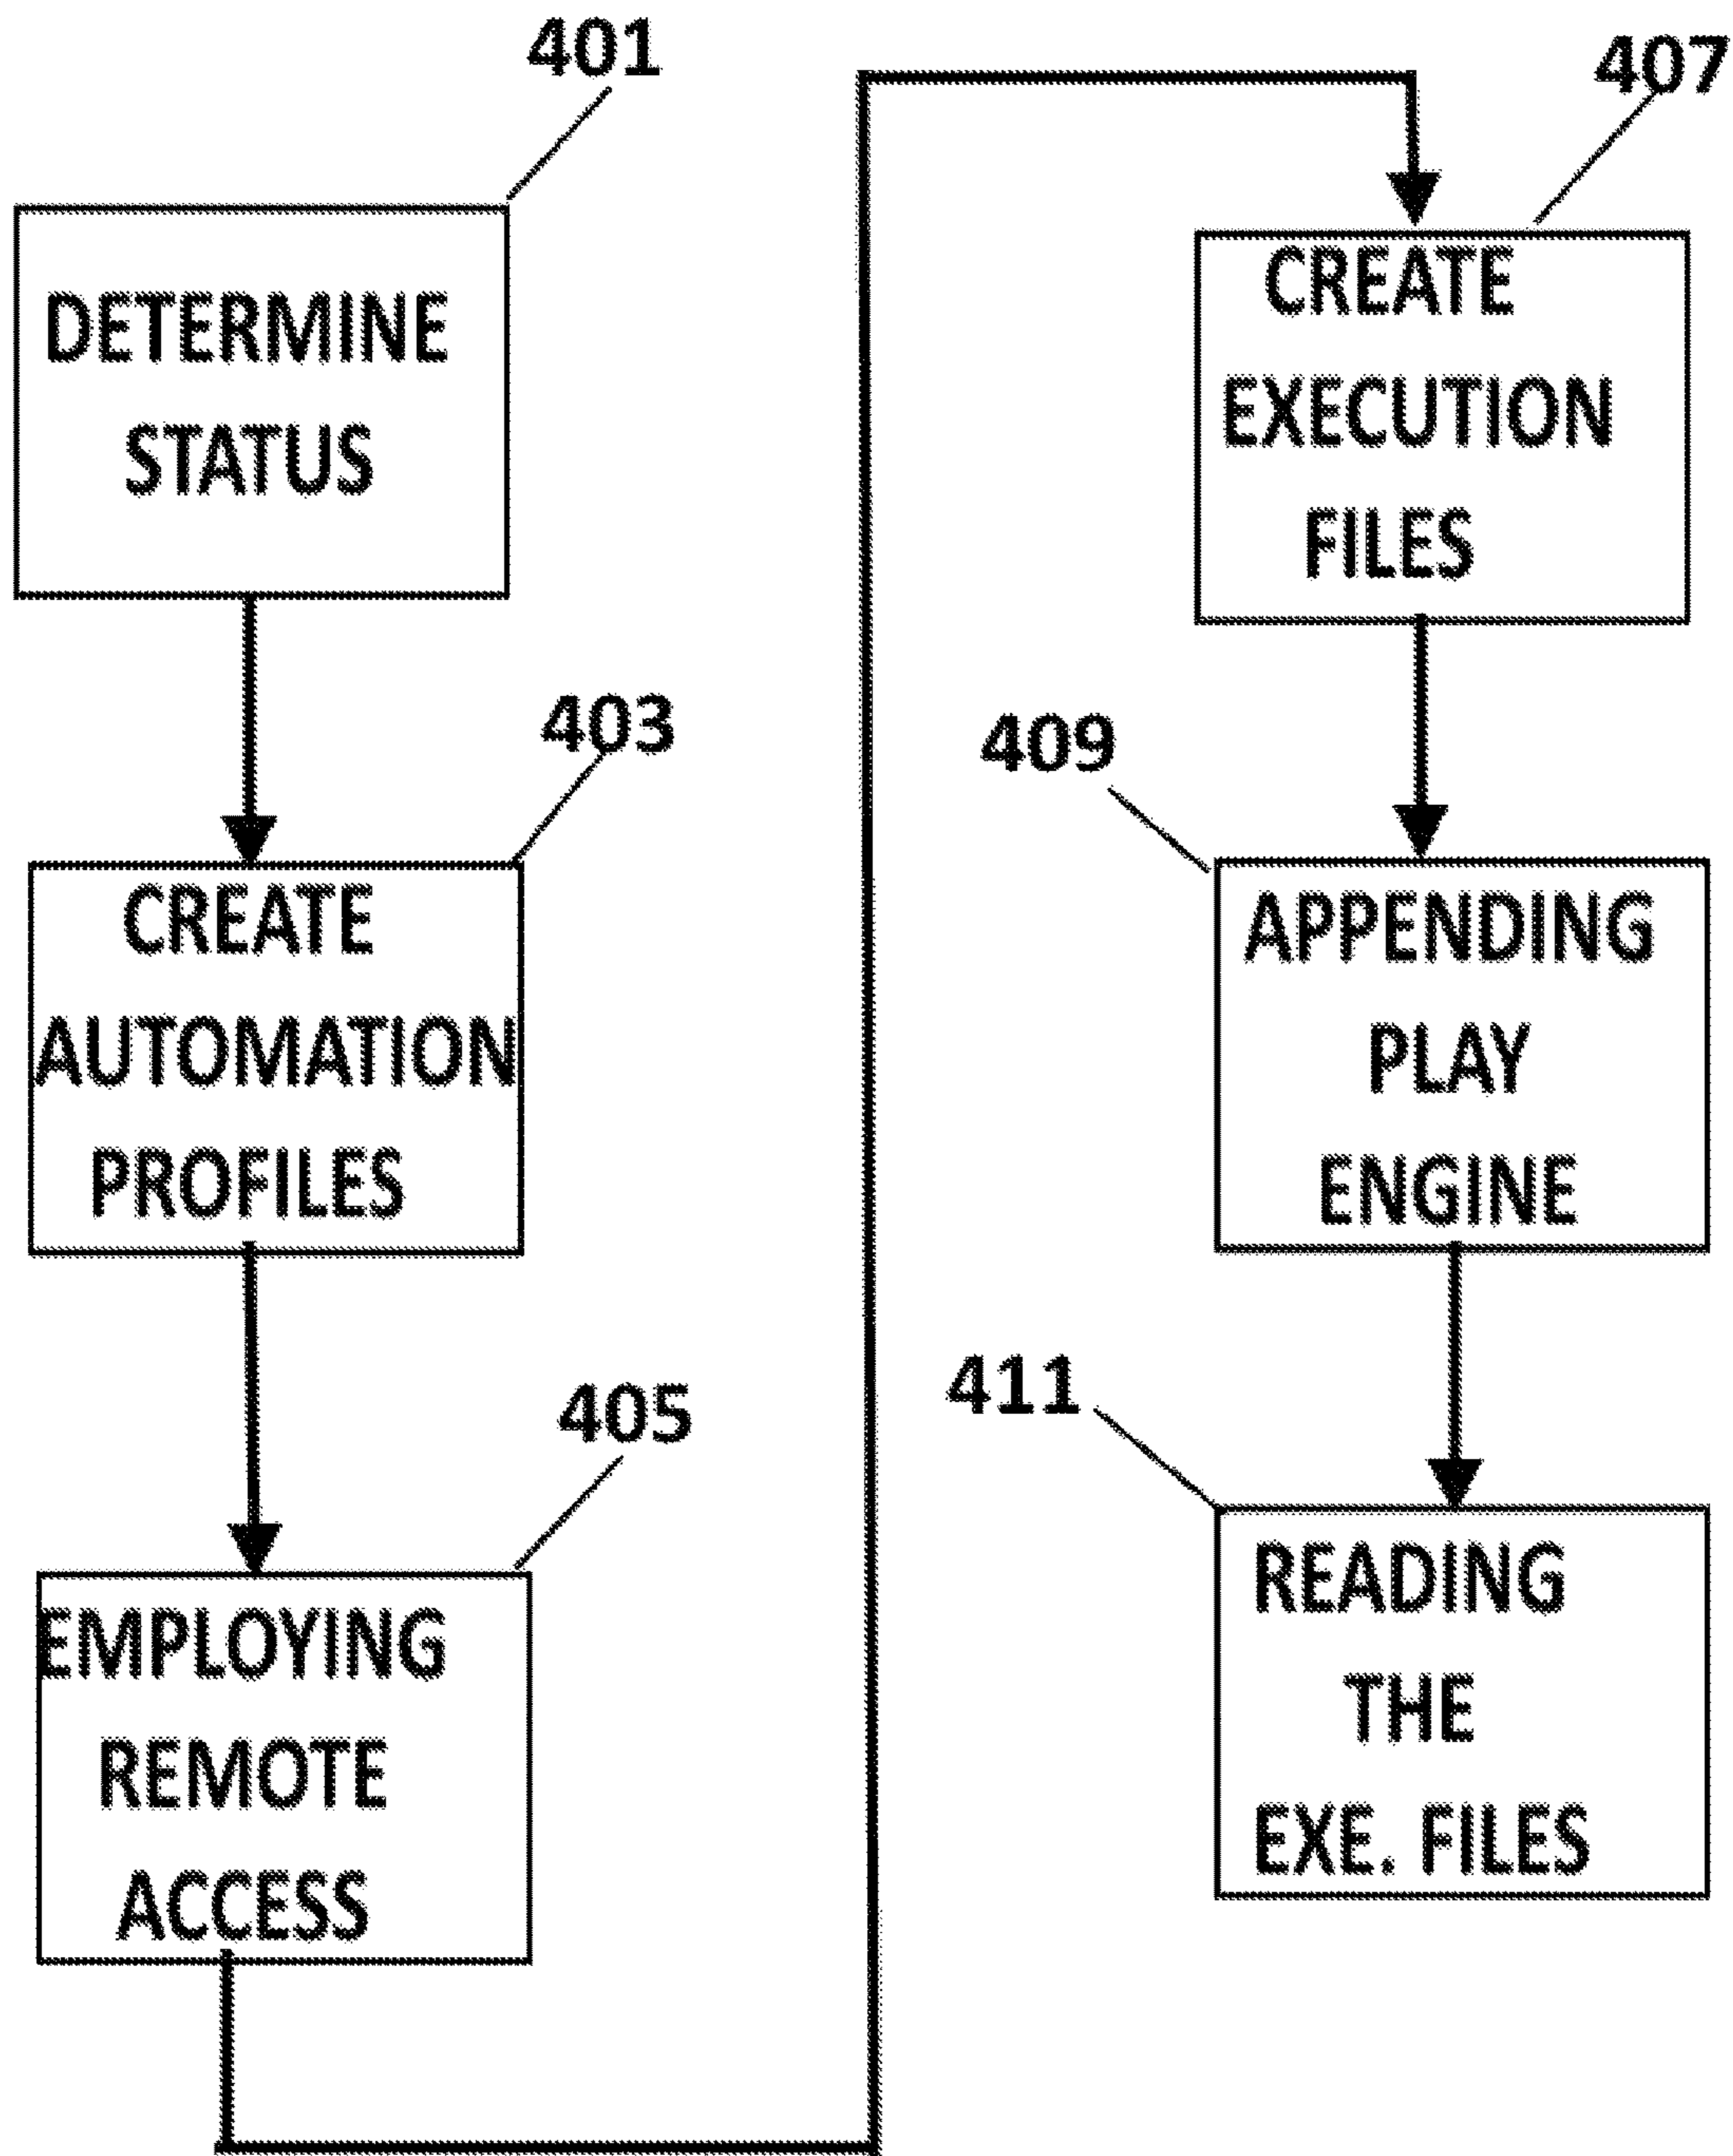 401
DETERMINE
STATUS
403
CREATE
AUTOMATION
PROFILES
405
EMPLOYING
REMOTE
ACCESS
407
CREATE
EXECUTION
FILES
409
APPENDING
PLAY
ENGINE
411
READING
THE
EXE. FILES